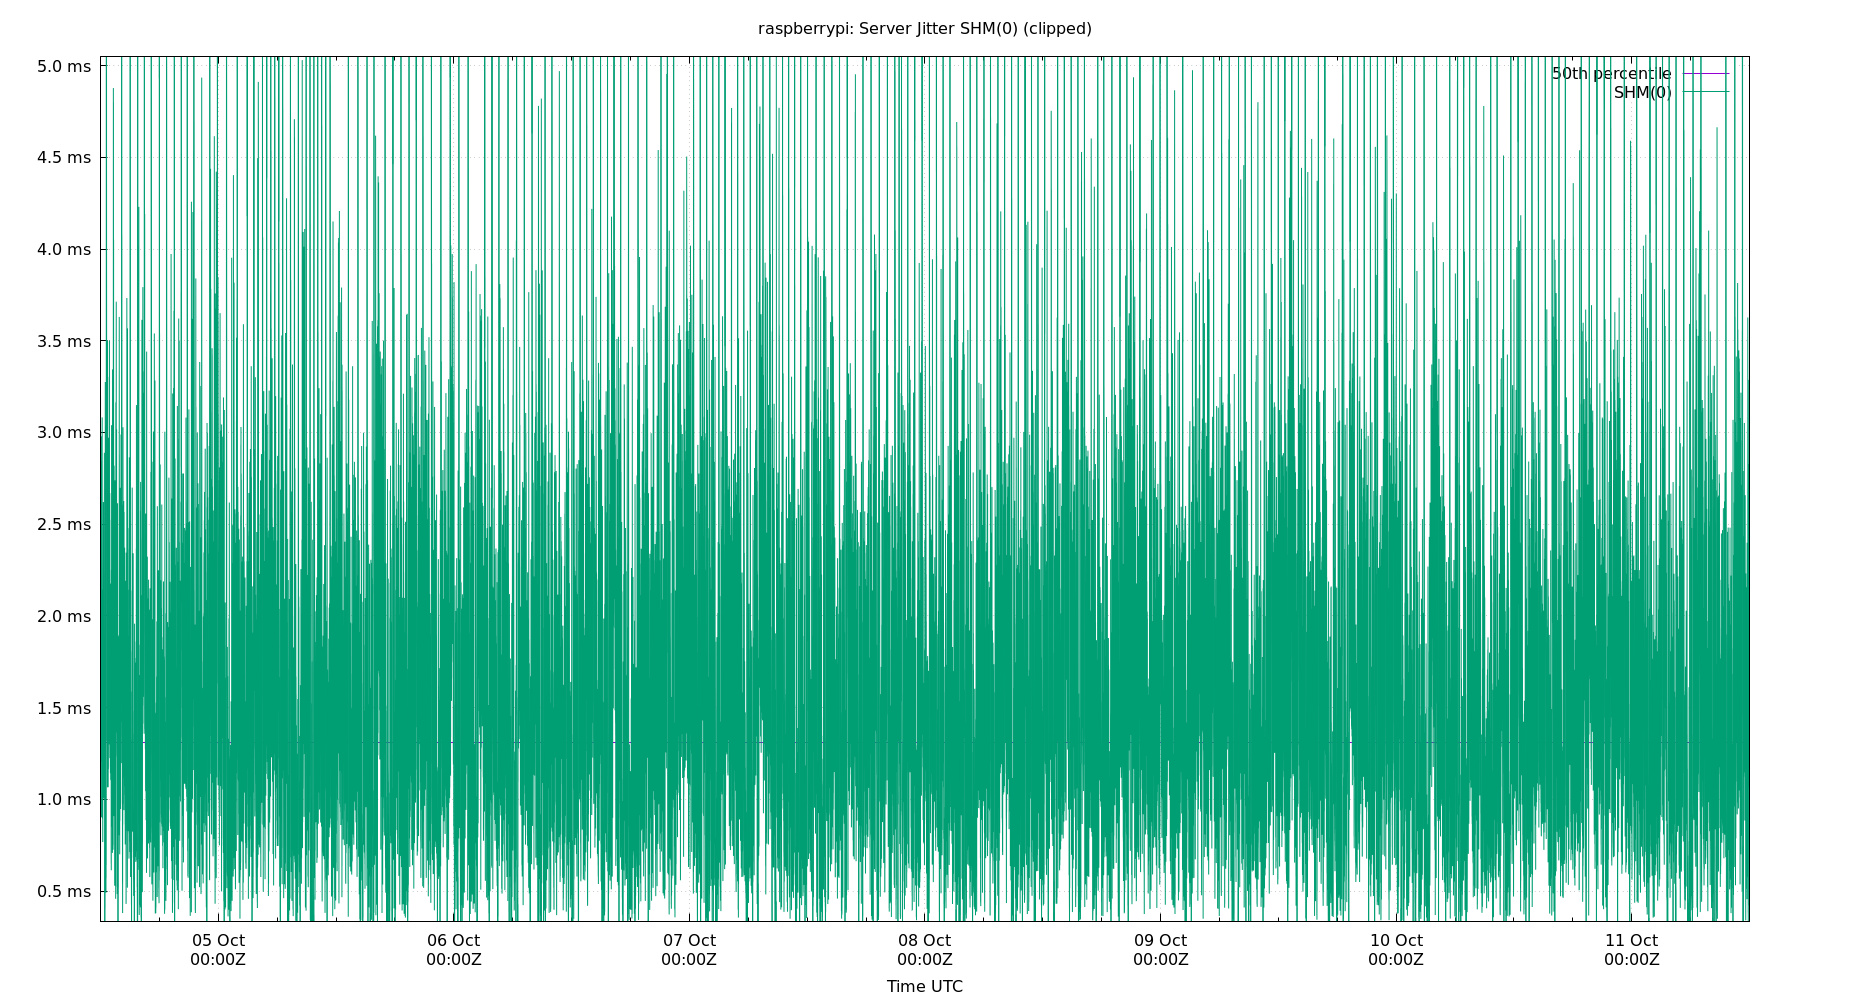 raspberrypi: Server Jitter SHM(0) (clipped)
5.0 ms
50th percentile
SHM(0)
4.5 ms
4.0 ms
3.5 ms
3.0 ms
2.5 ms
2.0 ms
1.5 ms
1.0 ms
0.5 ms
05 Oct 06 Oct 07 Oct 08 Oct 09 Oct 10 Oct 11 Oct
00:00Z 00:00Z 00:00Z 00:00Z 00:00Z 00:00Z 00:00Z
Time UTC